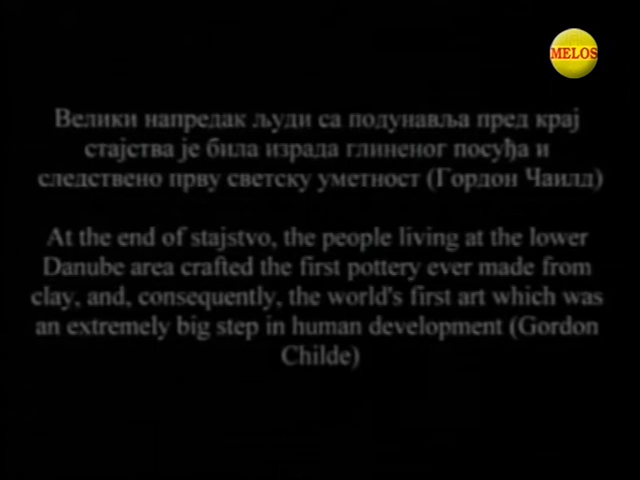 MELOS
Велики напредак људи са подунавља пред крај
стајства је била израда глиненог посуђа и
следствено прву светску уметност (Гордон Чаилд)
At the end of stajstvo, the people living at the lower
Danube area crafted the first pottery ever made from
clay, and, consequently, the world's first art which was
an extremely big step in human development (Gordon
Childe)